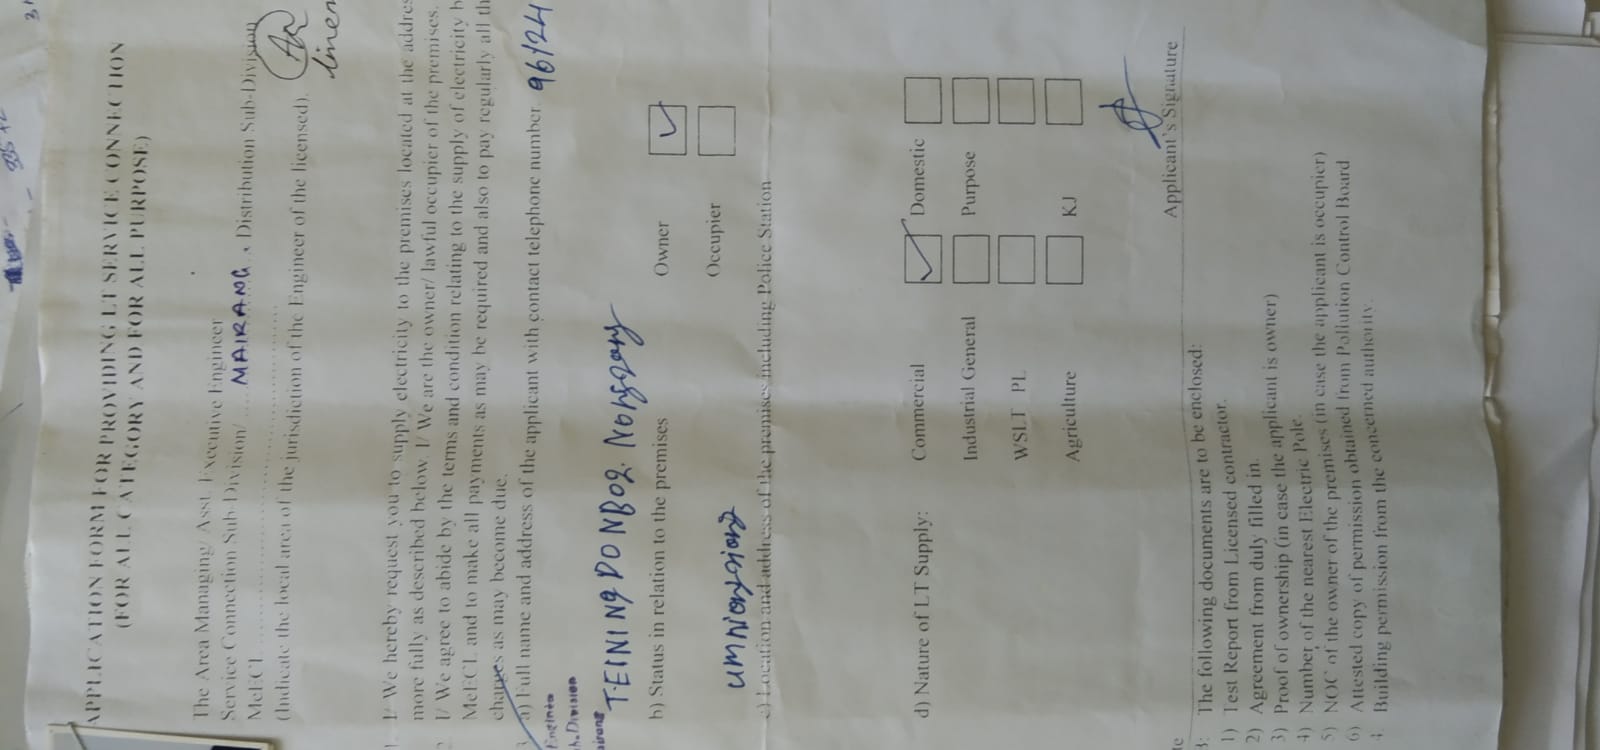 APPLICATION FORM FOR PROVIDING LT SERVICE CONNECTION
(FOR ALL CATEGORY AND FOR ALL PURPOSE)
The Area Managing/ Asst. Executive Engineer
Service Connection Sub-Division/ MAIRANG Distribution Sub-Division
MeECL
(Indicate the local area of the jurisdiction of the Engineer of the licensed).
1. I/ We hereby request you to supply electricity to the premises located at the addres
more fully as described below. I/ We are the owner/ lawful occupier of the premises.
I/ We agree to abide by the terms and condition relating to the supply of electricity b
MeECL and to make all payments as may be required and also to pay regularly all th
charges as may become due.
a) Full name and address of the applicant with contact telephone number. 96124
TEININGDONBOR Nongrang
b) Status in relation to the premises
Owner
Occupier
c) Location and address of the premises including Police Station
d) Nature of LT Supply:
Commercial Domestic
Industrial General Purpose
WSLT PL
Agriculture KJ
Applicant's Signature
The following documents are to be enclosed:
1) Test Report from Licensed contractor.
2) Agreement from duly filled in.
3) Proof of ownership (in case the applicant is owner)
4) Number of the nearest Electric Pole.
5) NOC of the owner of the premises (in case the applicant is occupier)
6) Attested copy of permission obtained from Pollution Control Board
Building permission from the concerned authority.